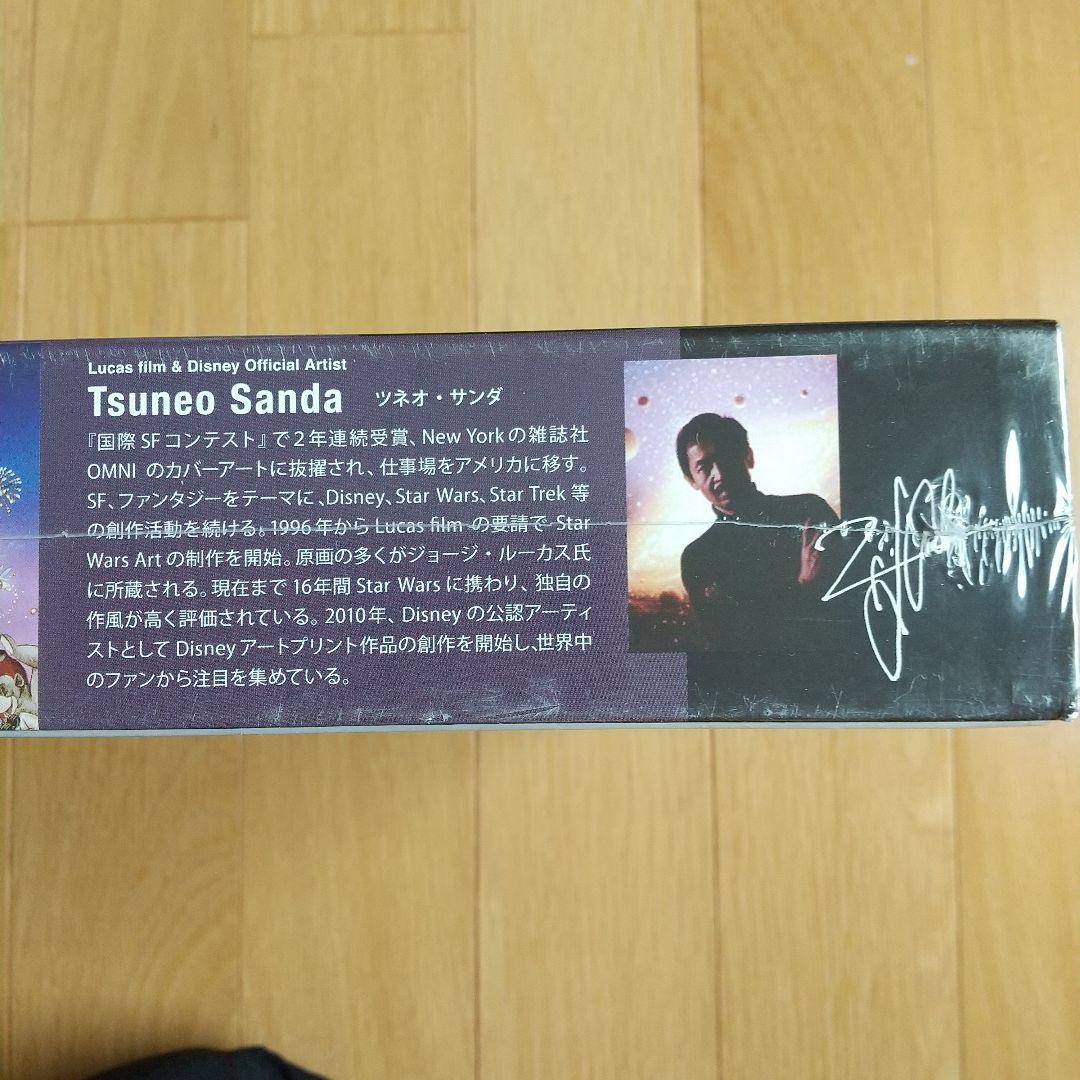 Lucas film & Disney Official Artist
Tsuneo Sanda ツネオ・サンダ
『国際 SF コンテスト』で２年連続受賞、New York の雑誌社
OMNI のカバーアートに抜擢され、仕事場をアメリカに移す。
SF、ファンタジーをテーマに、Disney、Star Wars、Star Trek 等
の創作活動を続ける。1996 年から Lucas film の要請で Star
Wars Art の制作を開始。原画の多くがジョージ・ルーカス氏
に所蔵される。現在まで 16年間 Star Wars に携わり、独自の
作風が高く評価されている。2010年、Disney の公認アーティ
ストとして Disney アートプリント作品の創作を開始し、世界中
のファンから注目を集めている。